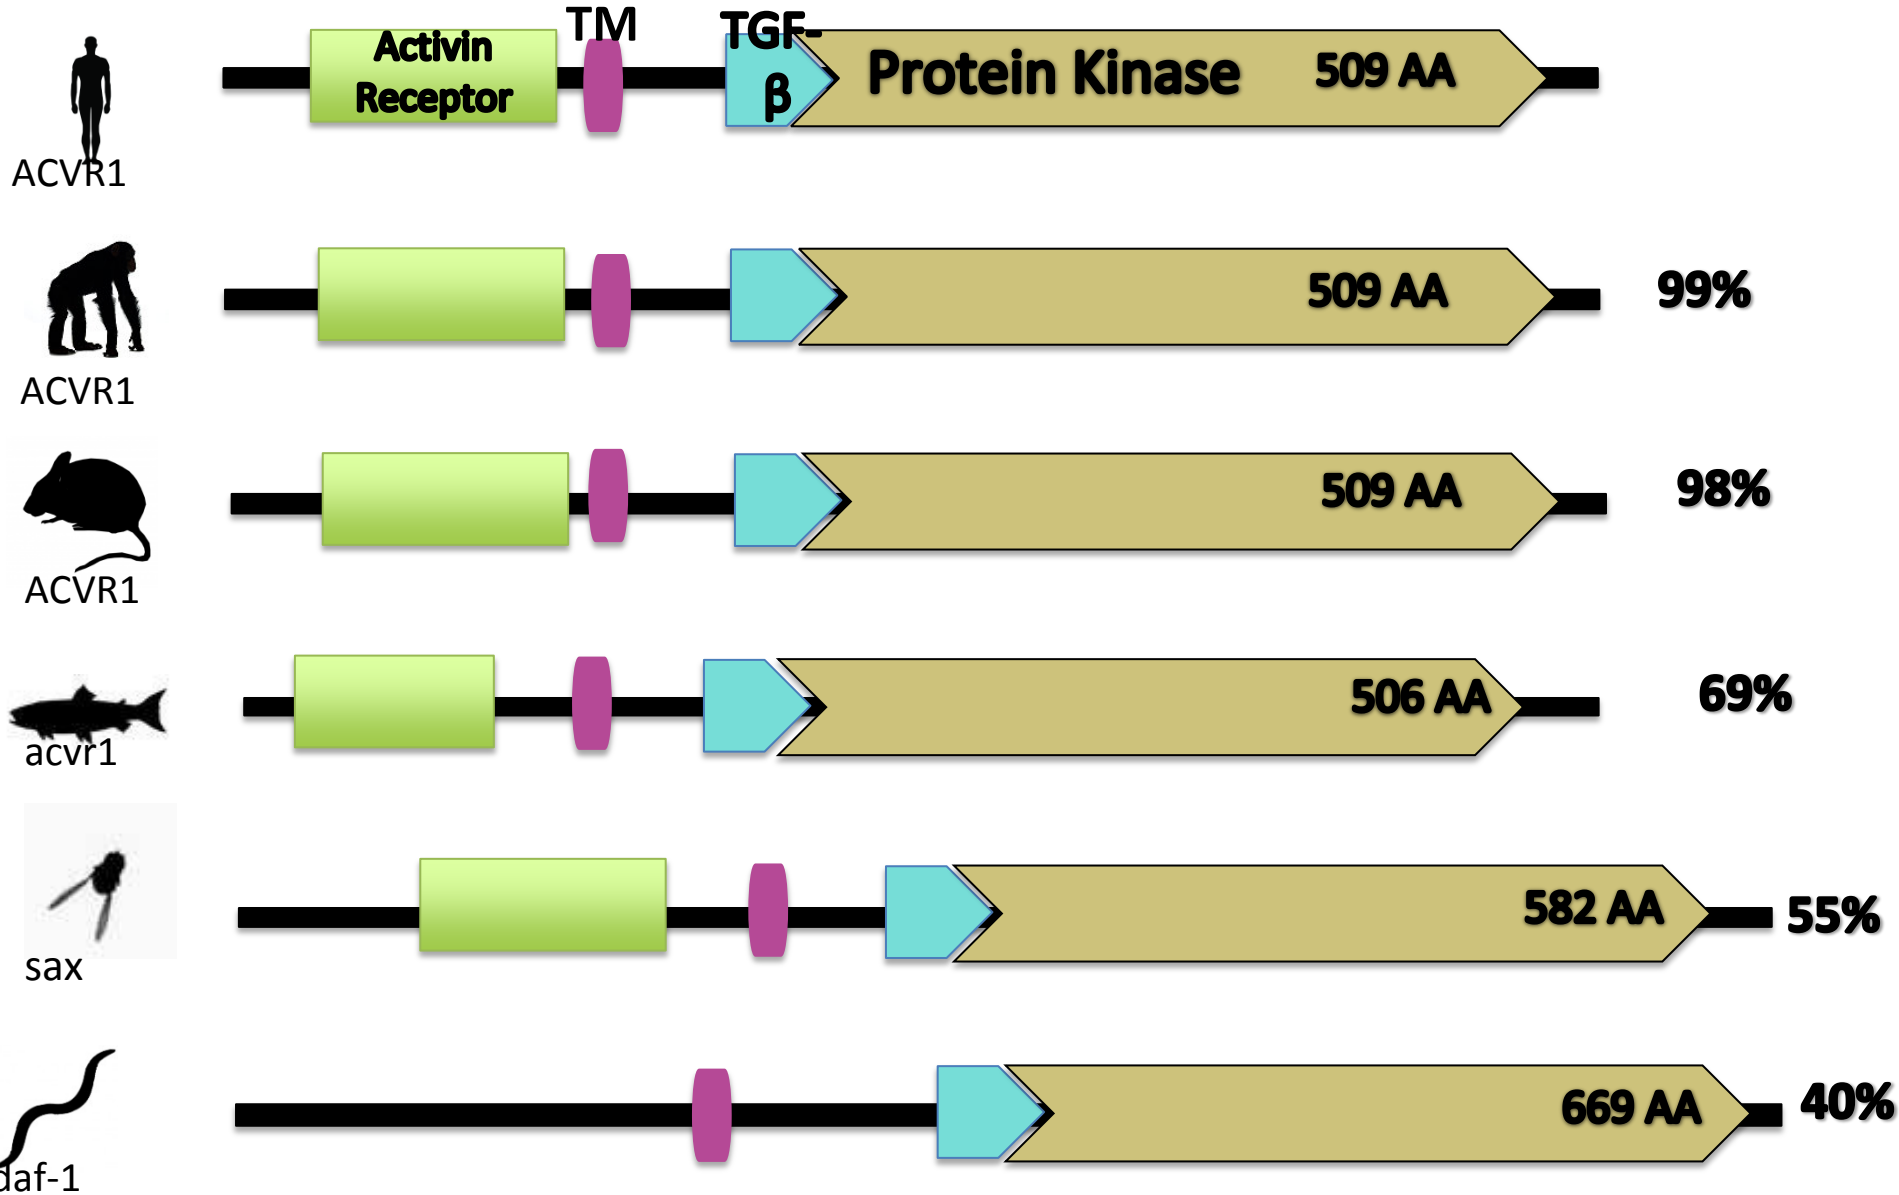 Activin
Receptor
TM
TGF-
β
Protein Kinase
509 AA
ACVR1
509 AA
99%
ACVR1
509 AA
98%
ACVR1
506 AA
69%
acvr1
582 AA
55%
sax
669 AA
40%
daf-1